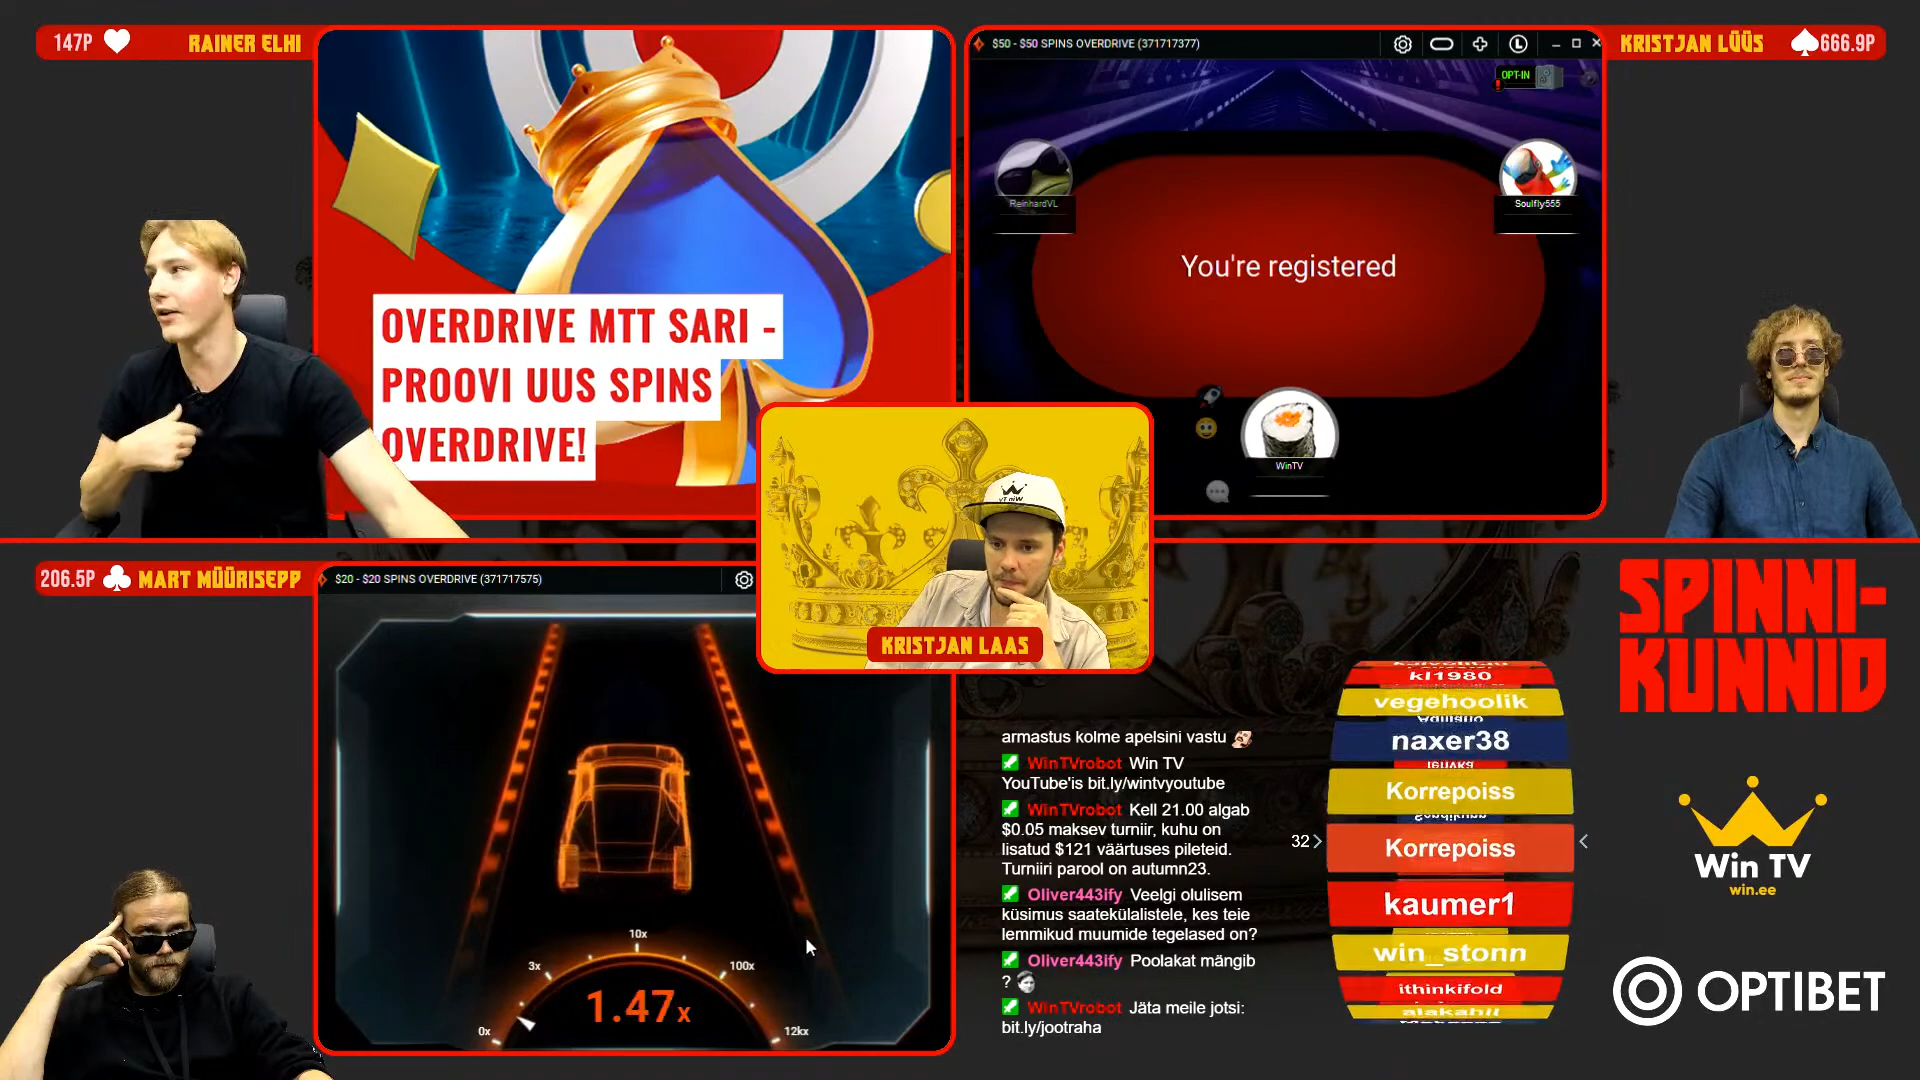 147P
RAINER ELHI
OVERDRIVE MTT SARI -
PROOVI UUS SPINS
OVERDRIVE!
$50 - $50 SPINS OVERDRIVE (371717377)
L
OPT-IN
ReinhardVL
Soulfly555
You're registered
WinTV
KRISTJAN LÜÜS
666.9P
206.5P
MART MÜÜRISEPP
$20 - $20 SPINS OVERDRIVE (371717575)
0x
3x
10x
100x
12kx
1.47x
KRISTJAN LAAS
armastus kolme apelsini vastu
WinTVrobot Win TV
YouTube'is bit.ly/wintvyoutube
WinTVrobot Kell 21.00 algab
$0.05 maksev turniir, kuhu on
lisatud $121 väärtuses pileteid.
Turniiri parool on autumn23.
Oliver443ify Veelgi olulisem
küsimus saatekülalistele, kes teie
lemmikud muumide tegelased on?
Oliver443ify Poolakat mängib
?
WinTVrobot Jäta meile jotsi:
bit.ly/jootraha
kl1980
vegehoolik
naxer38
Korrepoiss
32
Korrepoiss
kaumer1
win_stonn
ithinkifold
alakahil
SPINNI-
KUNNID
Win TV
win.ee
OPTIBET